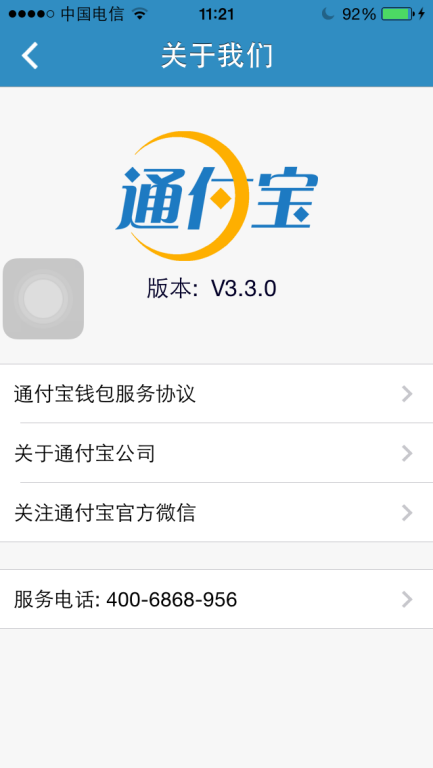 中国电信 11:21 92%
关于我们
通付宝
版本: V3.3.0
通付宝钱包服务协议
关于通付宝公司
关注通付宝官方微信
服务电话: 400-6868-956